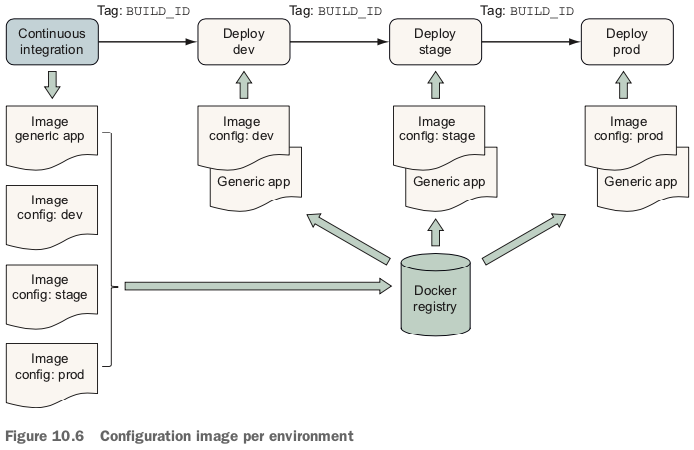 Tag: BUILD_ID
Tag: BUILD_ID
Tag: BUILD_ID
Continuous
integration
Deploy
dev
Deploy
stage
Deploy
prod
Image
generic app
Image
config: dev
Generic app
Image
config: stage
Generic app
Image
config: prod
Generic app
Image
config: dev
Image
config: stage
Docker
registry
Image
config: prod
Figure 10.6 Configuration image per environment